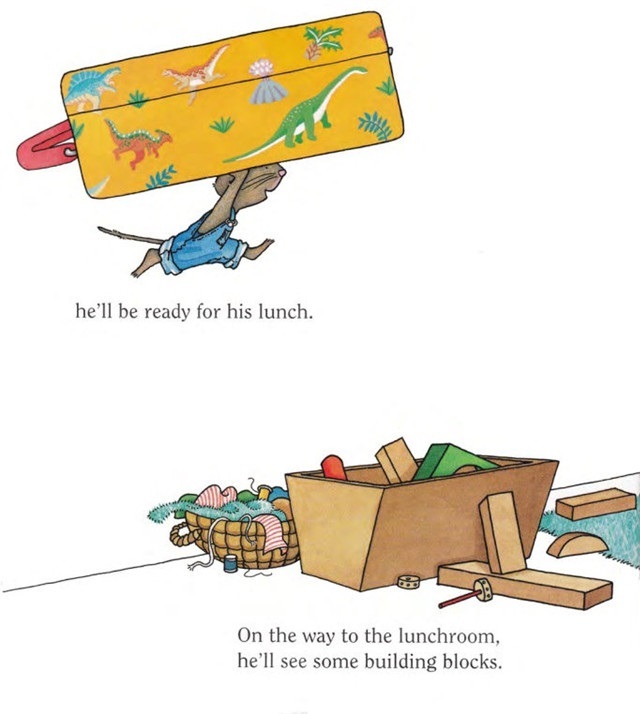 he'll be ready for his lunch.
On the way to the lunchroom,
he'll see some building blocks.